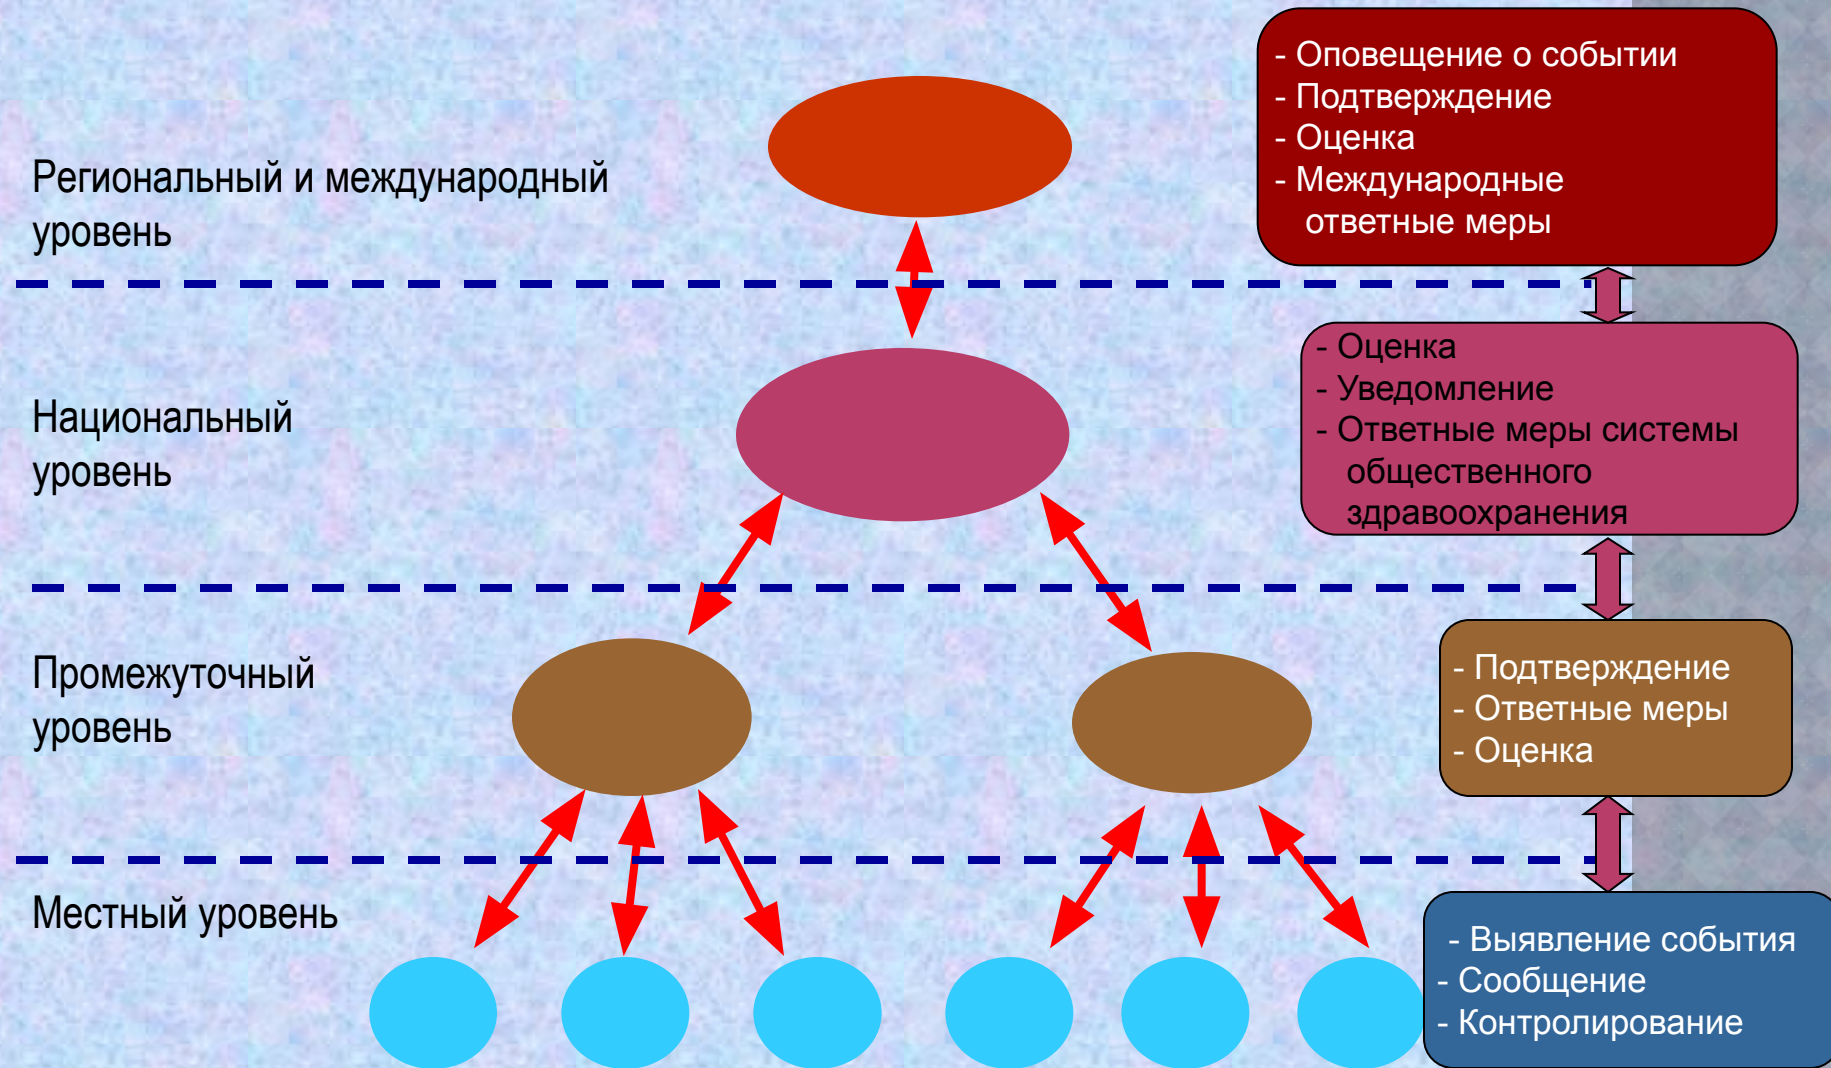 Региональный и международный
уровень
- Оповещение о событии
- Подтверждение
- Оценка
- Международные
ответные меры
Национальный
уровень
- Оценка
- Уведомление
- Ответные меры системы
общественного
здравоохранения
Промежуточный
уровень
- Подтверждение
- Ответные меры
- Оценка
Местный уровень
- Выявление события
- Сообщение
- Контролирование